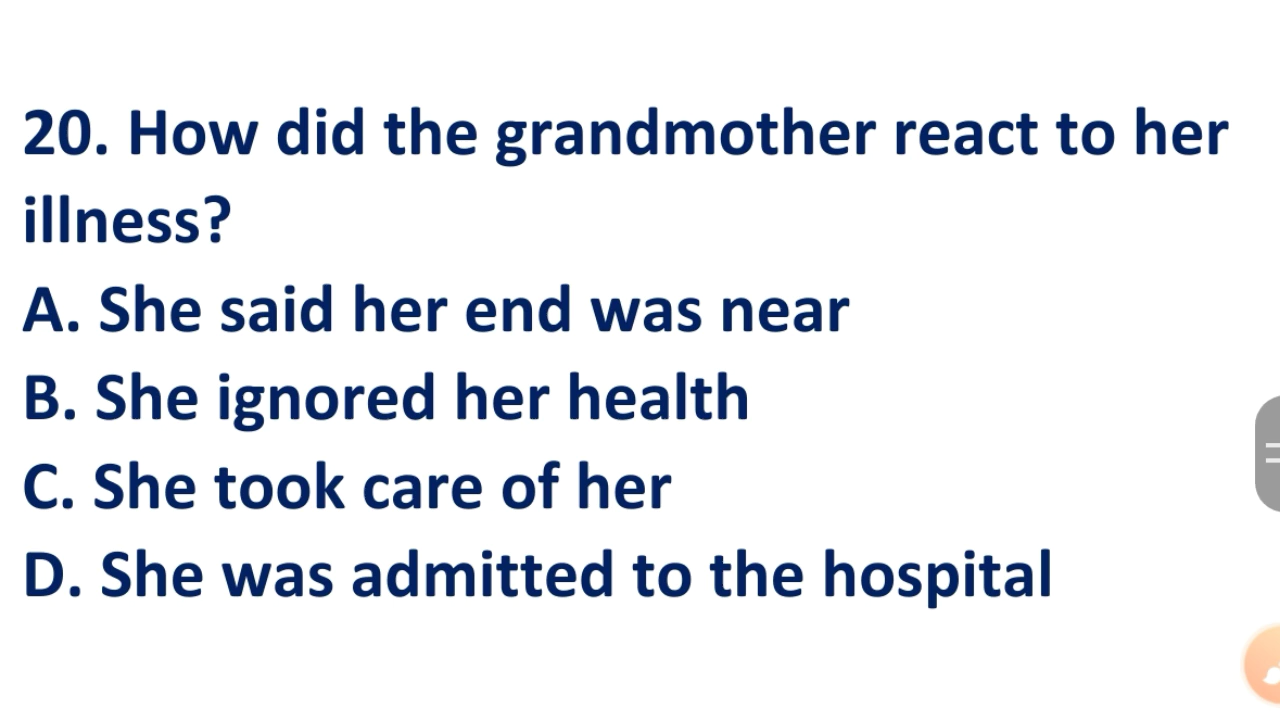 20. How did the grandmother react to her
illness?
A. She said her end was near
B. She ignored her health
C. She took care of her
D. She was admitted to the hospital